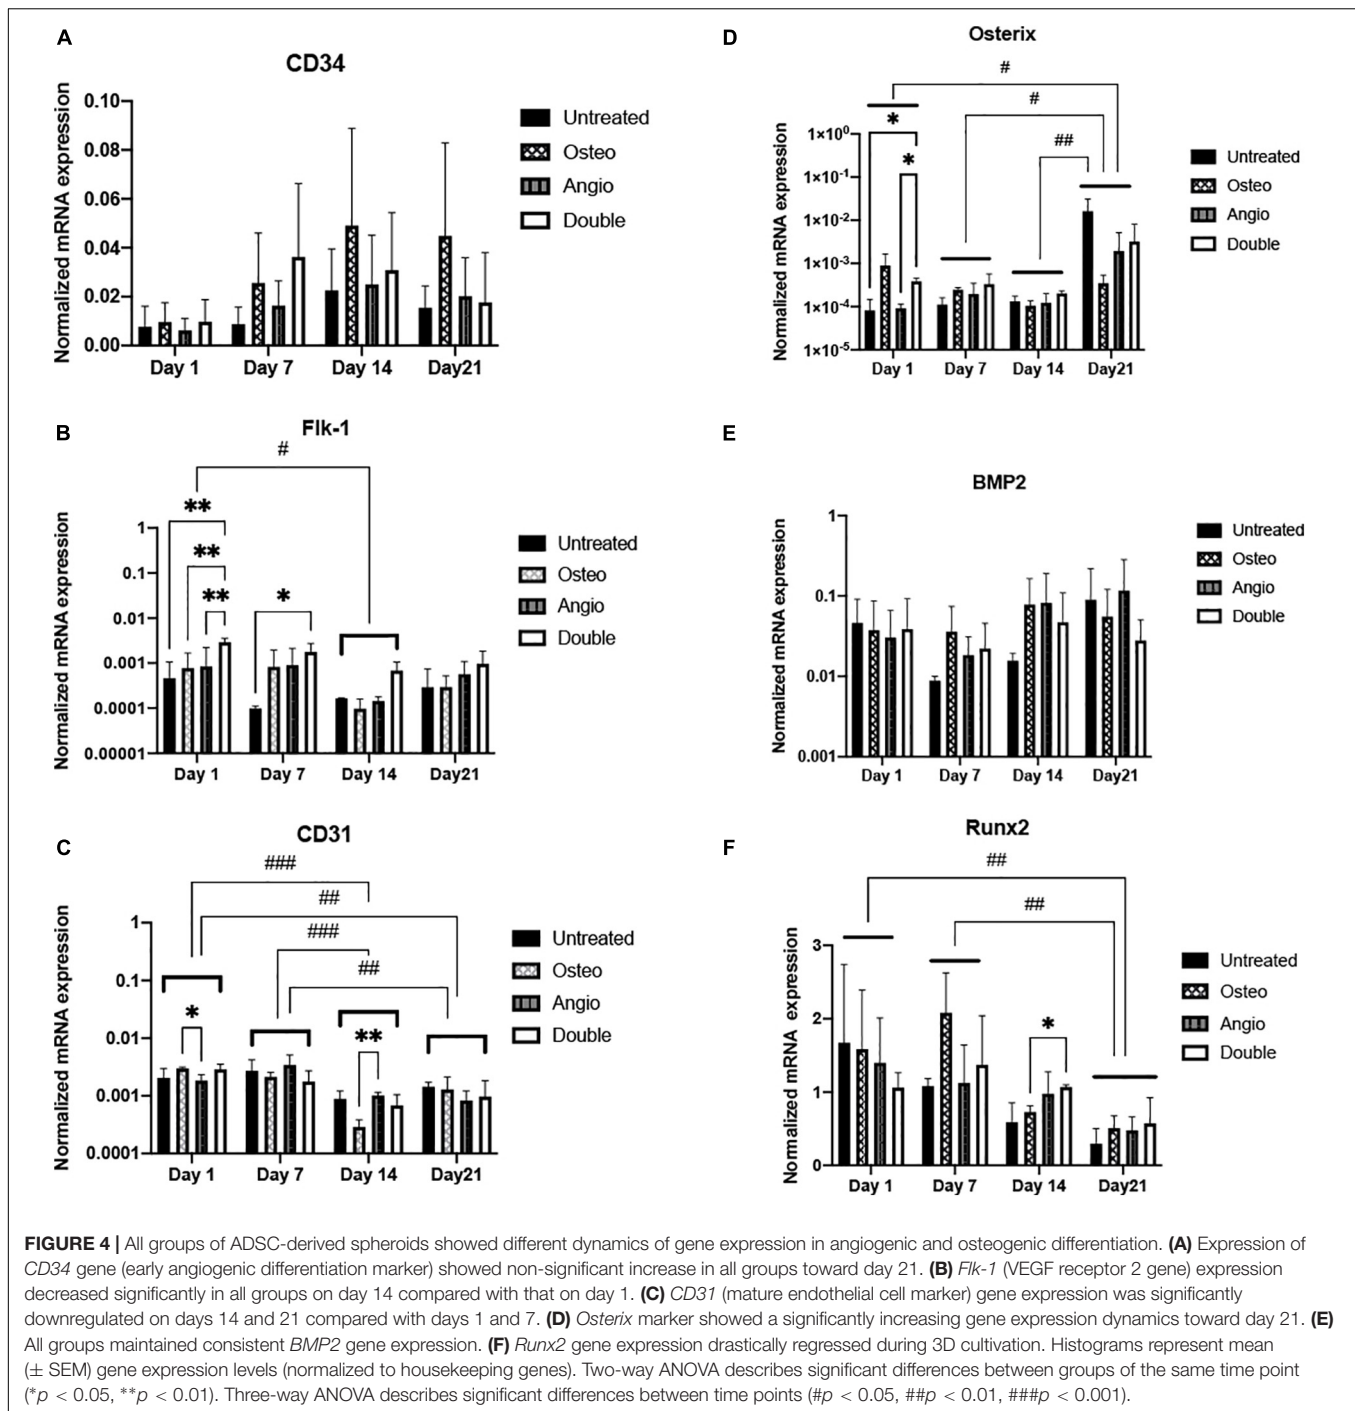 A
CD34
Normalized mRNA expression
0.10
0.08
0.06
0.04
0.02
0.00
Day 1
Day 7
Day 14
Day21
Untreated
Osteo
Angio
Double
B
Flk-1
#
**
**
**
*
Normalized mRNA expression
1
0.1
0.01
0.001
0.0001
0.00001
Day 1
Day 7
Day 14
Day21
Untreated
Osteo
Angio
Double
C
CD31
###
##
###
##
*
**
Normalized mRNA expression
1
0.1
0.01
0.001
0.0001
Day 1
Day 7
Day 14
Day21
Untreated
Osteo
Angio
Double
D
Osterix
#
#
##
*
*
Normalized mRNA expression
1×10⁰
1×10⁻¹
1×10⁻²
1×10⁻³
1×10⁻⁴
1×10⁻⁵
Day 1
Day 7
Day 14
Day21
Untreated
Osteo
Angio
Double
E
BMP2
Normalized mRNA expression
1
0.1
0.01
0.001
Day 1
Day 7
Day 14
Day21
Untreated
Osteo
Angio
Double
F
Runx2
##
##
*
Normalized mRNA expression
3
2
1
0
Day 1
Day 7
Day 14
Day21
Untreated
Osteo
Angio
Double
FIGURE 4 | All groups of ADSC-derived spheroids showed different dynamics of gene expression in angiogenic and osteogenic differentiation. (A) Expression of
CD34 gene (early angiogenic differentiation marker) showed non-significant increase in all groups toward day 21. (B) Flk-1 (VEGF receptor 2 gene) expression
decreased significantly in all groups on day 14 compared with that on day 1. (C) CD31 (mature endothelial cell marker) gene expression was significantly
downregulated on days 14 and 21 compared with days 1 and 7. (D) Osterix marker showed a significantly increasing gene expression dynamics toward day 21. (E)
All groups maintained consistent BMP2 gene expression. (F) Runx2 gene expression drastically regressed during 3D cultivation. Histograms represent mean
(± SEM) gene expression levels (normalized to housekeeping genes). Two-way ANOVA describes significant differences between groups of the same time point
(*p < 0.05, **p < 0.01). Three-way ANOVA describes significant differences between time points (#p < 0.05, ##p < 0.01, ###p < 0.001).